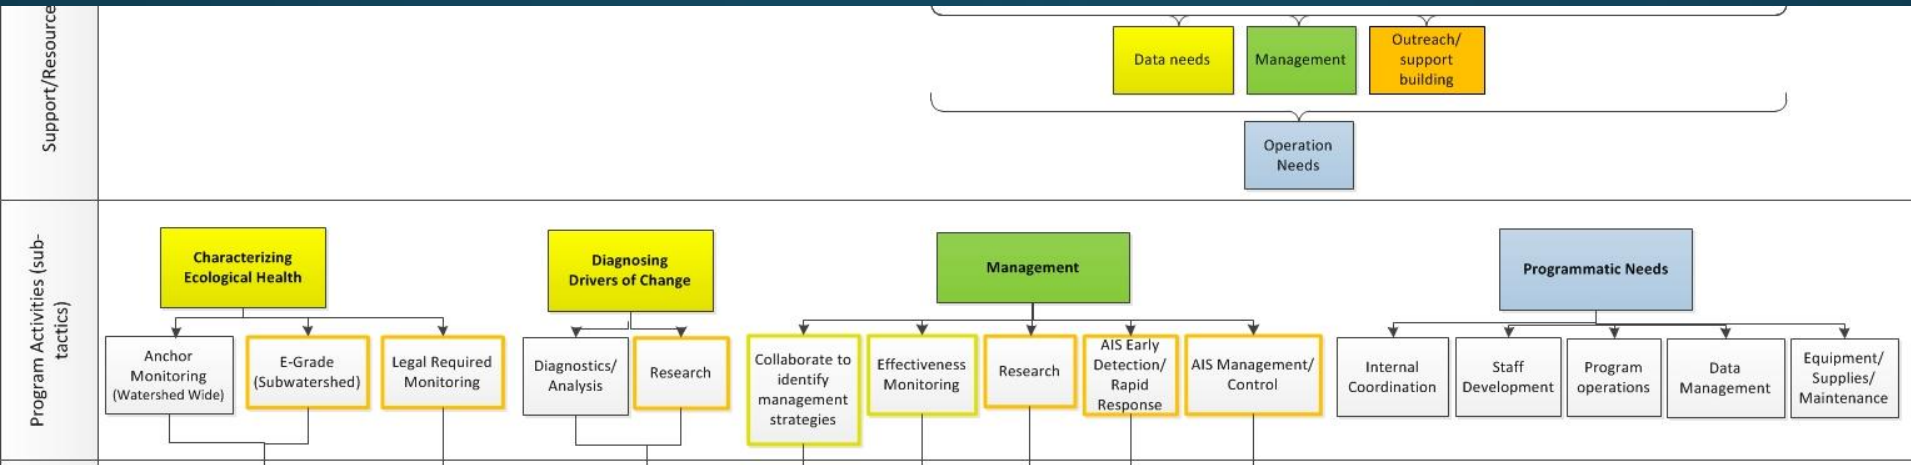 Support/Resource
Data needs
Management
Outreach/
support
building
Operation
Needs
Program Activities (sub-
tactics)
Characterizing
Ecological Health
Diagnosing
Drivers of Change
Management
Programmatic Needs
Anchor
Monitoring
(Watershed Wide)
E-Grade
(Subwatershed)
Legal Required
Monitoring
Diagnostics/
Analysis
Research
Collaborate to
identify
management
strategies
Effectiveness
Monitoring
Research
AIS Early
Detection/
Rapid
Response
AIS Management/
Control
Internal
Coordination
Staff
Development
Program
operations
Data
Management
Equipment/
Supplies/
Maintenance